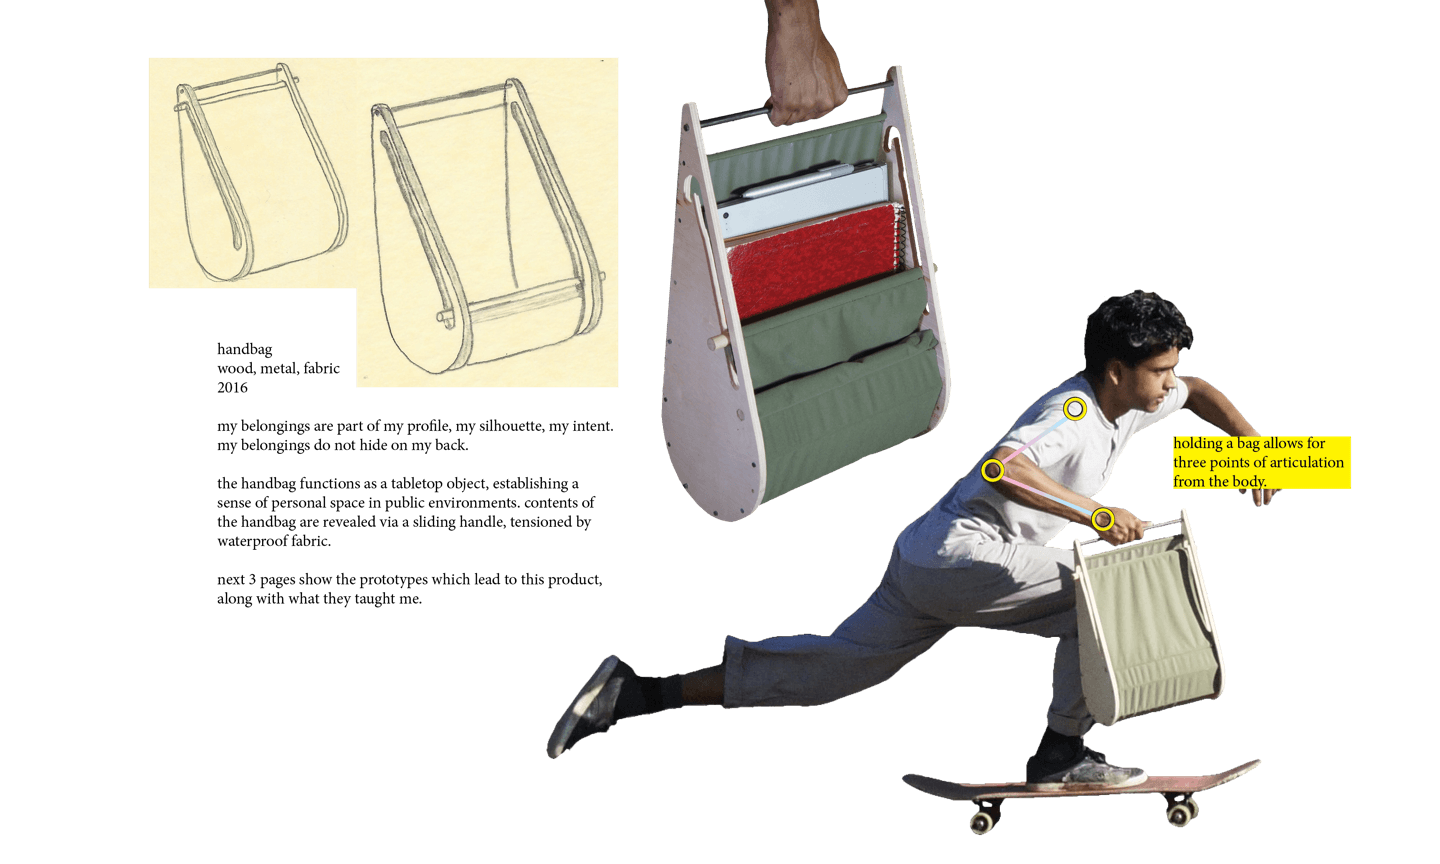 handbag
wood, metal, fabric
2016
my belongings are part of my profile, my silhouette, my intent.
my belongings do not hide on my back.
the handbag functions as a tabletop object, establishing a
sense of personal space in public environments. contents of
the handbag are revealed via a sliding handle, tensioned by
waterproof fabric.
next 3 pages show the prototypes which lead to this product,
along with what they taught me.
holding a bag allows for
three points of articulation
from the body.